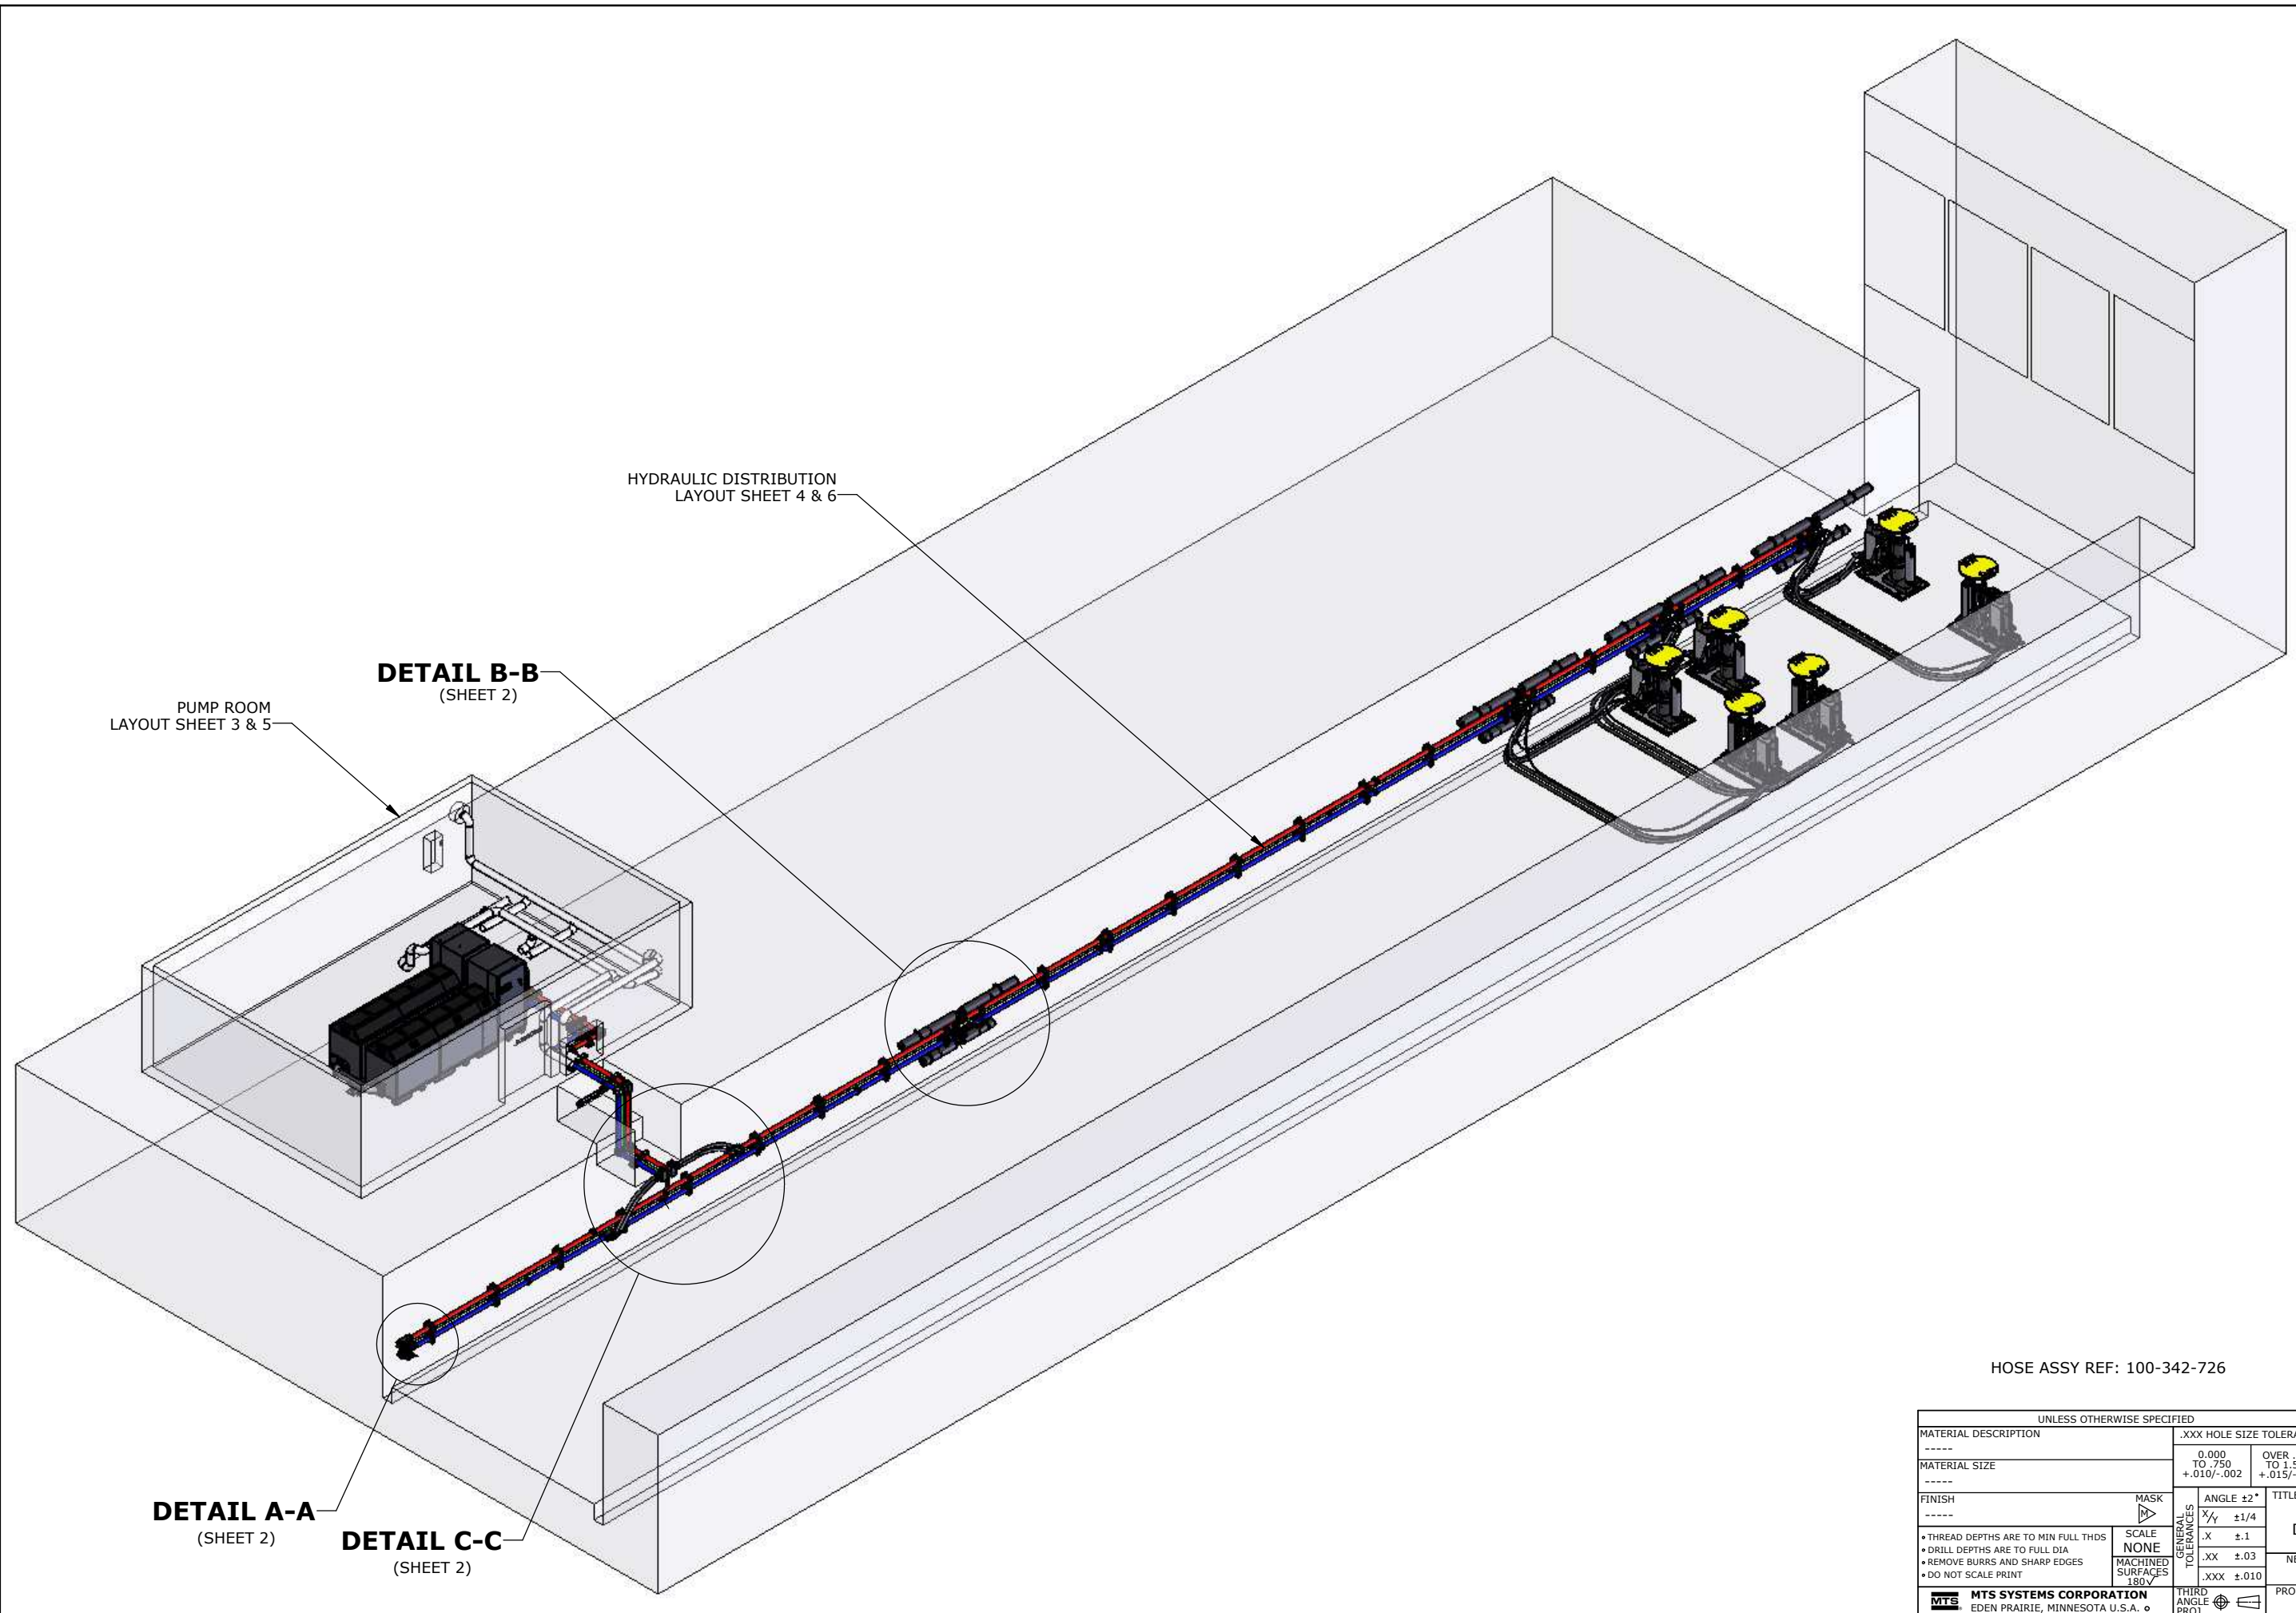 HYDRAULIC DISTRIBUTION
LAYOUT SHEET 4 & 6
DETAIL B-B
(SHEET 2)
PUMP ROOM
LAYOUT SHEET 3 & 5
DETAIL A-A
(SHEET 2)
DETAIL C-C
(SHEET 2)
HOSE ASSY REF: 100-342-726
UNLESS OTHERWISE SPECIFIED
MATERIAL DESCRIPTION
-----
MATERIAL SIZE
-----
FINISH
-----
MASK
M
• THREAD DEPTHS ARE TO MIN FULL THDS
• DRILL DEPTHS ARE TO FULL DIA
• REMOVE BURRS AND SHARP EDGES
• DO NOT SCALE PRINT
SCALE
NONE
MACHINED
SURFACES
180√
MTS MTS SYSTEMS CORPORATION
EDEN PRAIRIE, MINNESOTA U.S.A.
.XXX HOLE SIZE
0.000
TO .750
+.010/-.002
OVER
TO
+.015/-
GENERAL
TOLERANCES
ANGLE ±2°
X/Y ±1/4
.X ±.1
.XX ±.03
.XXX ±.010
THIRD
ANGLE
PROJ